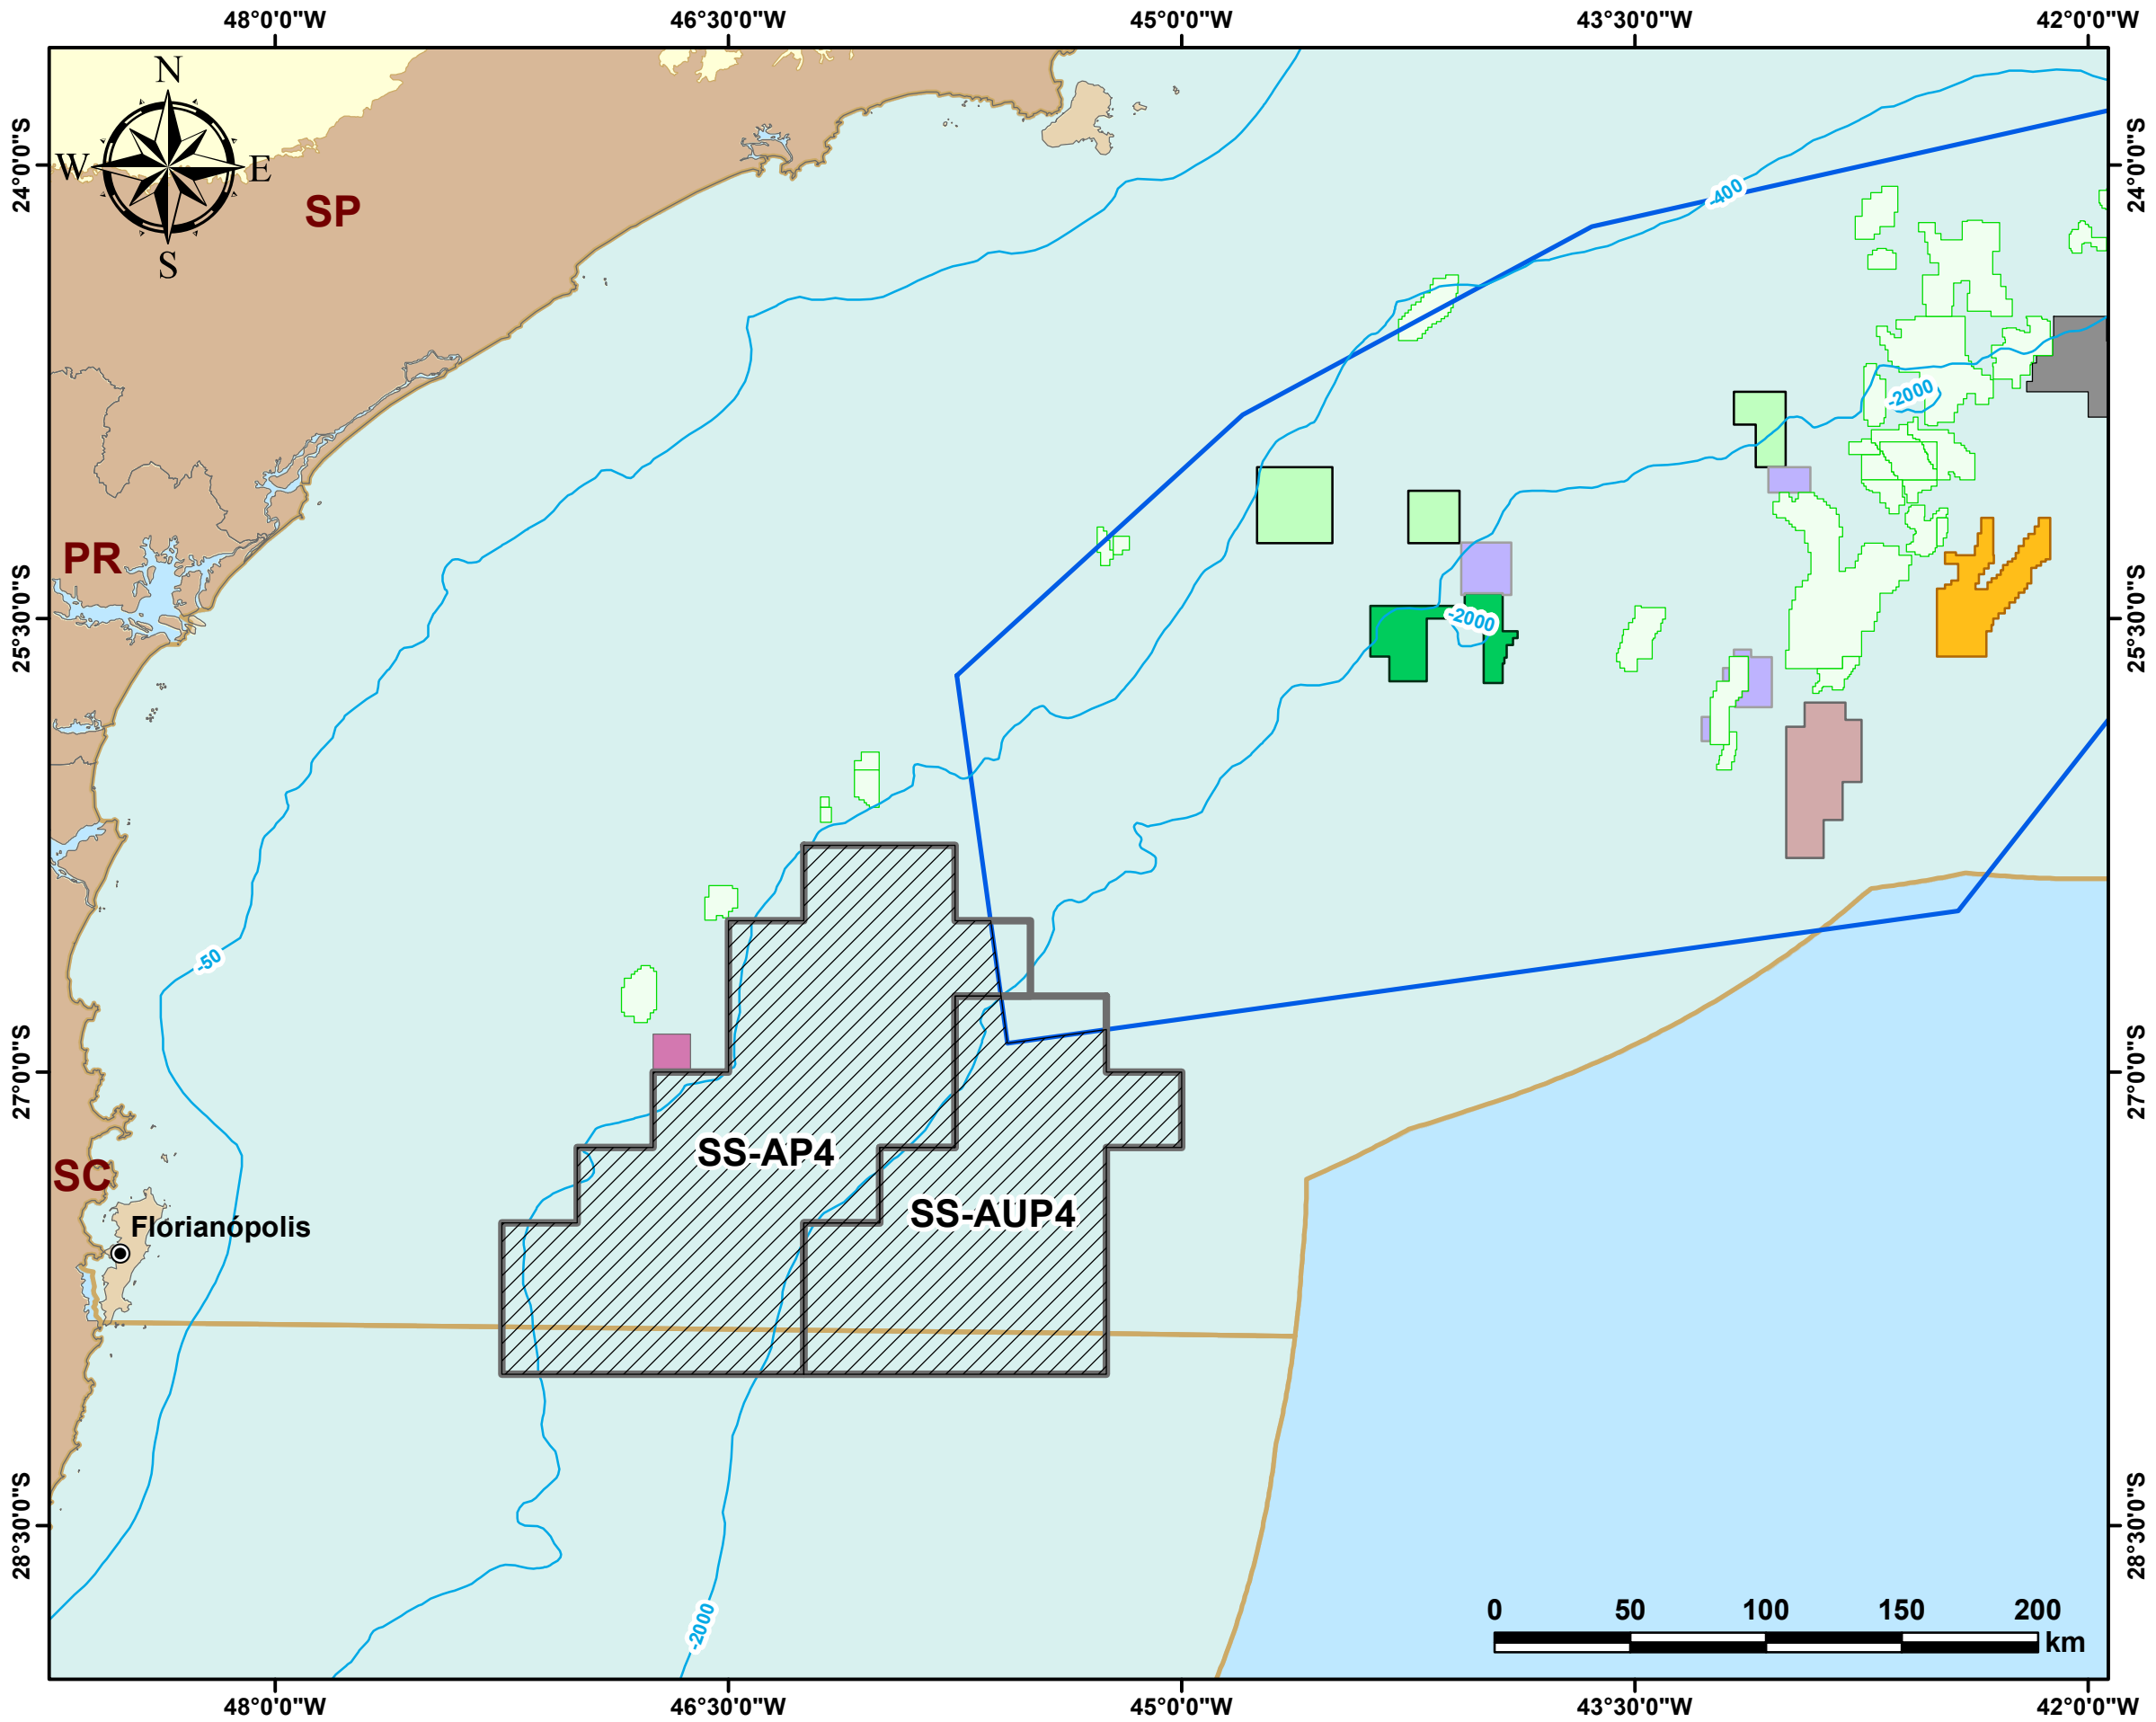 48°0'0"W 46°30'0"W 45°0'0"W 43°30'0"W 42°0'0"W
N
W E
S
24°0'0"S 24°0'0"S
SP
-400
-2000
PR
25°30'0"S 25°30'0"S
-2000
-50
27°0'0"S 27°0'0"S
SS-AP4
SC
SS-AUP4
Florianópolis
28°30'0"S 28°30'0"S
-2000
0 50 100 150 200
km
48°0'0"W 46°30'0"W 45°0'0"W 43°30'0"W 42°0'0"W